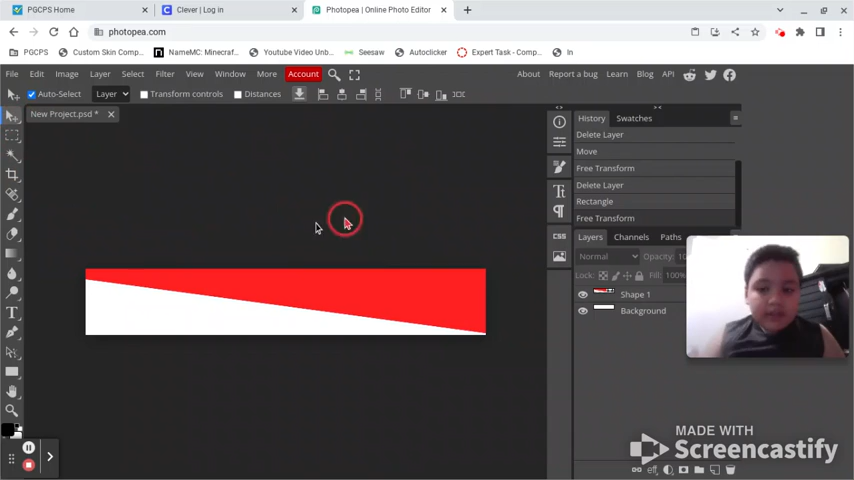 PGCPS Home
Clever | Log in
Photopea | Online Photo Editor
photopea.com
PGCPS
Custom Skin Comp...
NameMC: Minecraf...
Youtube Video Unb...
Seesaw
Autoclicker
Expert Task - Comp...
In
File Edit Image Layer Select Filter View Window More Account
About Report a bug Learn Blog API
Auto-Select Layer Transform controls Distances
New Project.psd *
History Swatches
Delete Layer
Move
Free Transform
Delete Layer
Rectangle
Free Transform
Layers Channels Paths
Normal Opacity: 10
Lock: Fill: 100%
Shape 1
Background
CSS
MADE WITH
Screencastify